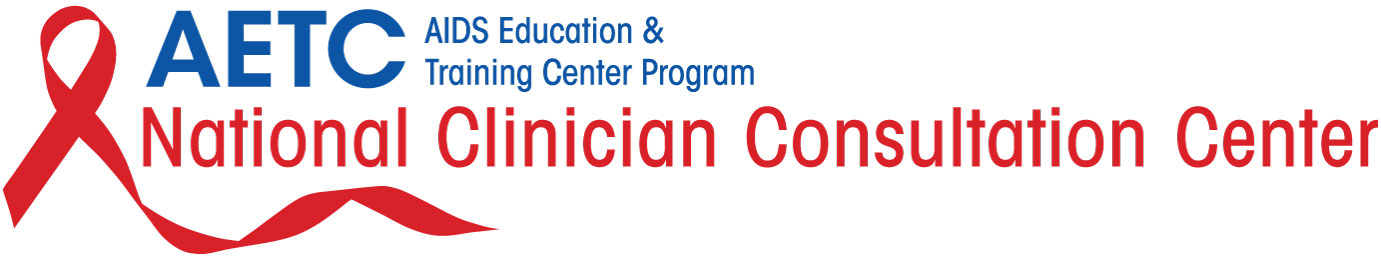 AETC
AIDS Education &
Training Center Program
National Clinician Consultation Center